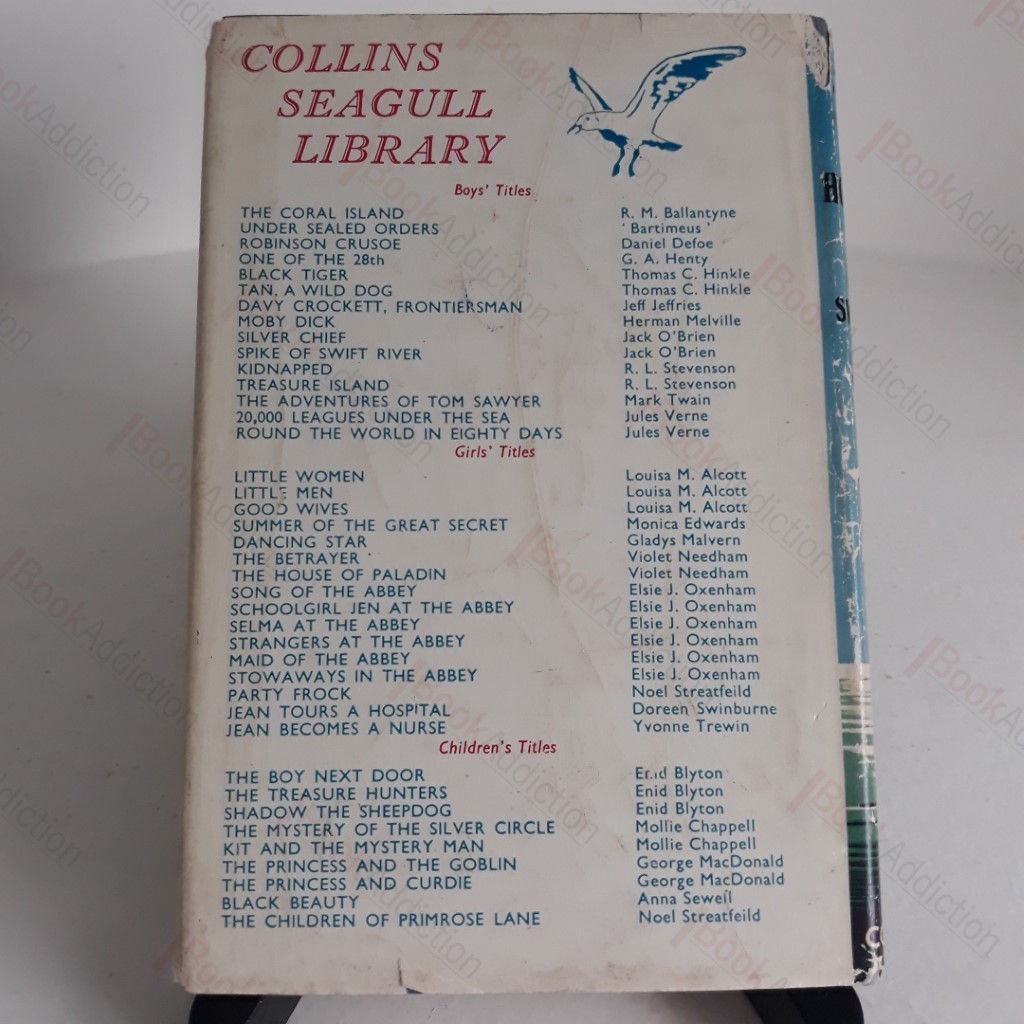 COLLINS
SEAGULL
LIBRARY
Boys' Titles
THE CORAL ISLAND R. M. Ballantyne
UNDER SEALED ORDERS 'Bartimeus'
ROBINSON CRUSOE Daniel Defoe
ONE OF THE 28th G. A. Henty
BLACK TIGER Thomas C. Hinkle
TAN, A WILD DOG Thomas C. Hinkle
DAVY CROCKETT, FRONTIERSMAN Jeff Jeffries
MOBY DICK Herman Melville
SILVER CHIEF Jack O'Brien
SPIKE OF SWIFT RIVER Jack O'Brien
KIDNAPPED R. L. Stevenson
TREASURE ISLAND R. L. Stevenson
THE ADVENTURES OF TOM SAWYER Mark Twain
20,000 LEAGUES UNDER THE SEA Jules Verne
ROUND THE WORLD IN EIGHTY DAYS Jules Verne
Girls' Titles
LITTLE WOMEN Louisa M. Alcott
LITTLE MEN Louisa M. Alcott
GOOD WIVES Louisa M. Alcott
SUMMER OF THE GREAT SECRET Monica Edwards
DANCING STAR Gladys Malvern
THE BETRAYER Violet Needham
THE HOUSE OF PALADIN Violet Needham
SONG OF THE ABBEY Elsie J. Oxenham
SCHOOLGIRL JEN AT THE ABBEY Elsie J. Oxenham
SELMA AT THE ABBEY Elsie J. Oxenham
STRANGERS AT THE ABBEY Elsie J. Oxenham
MAID OF THE ABBEY Elsie J. Oxenham
STOWAWAYS IN THE ABBEY Elsie J. Oxenham
PARTY FROCK Noel Streatfeild
JEAN TOURS A HOSPITAL Doreen Swinburne
JEAN BECOMES A NURSE Yvonne Trewin
Children's Titles
THE BOY NEXT DOOR Enid Blyton
THE TREASURE HUNTERS Enid Blyton
SHADOW THE SHEEPDOG Enid Blyton
THE MYSTERY OF THE SILVER CIRCLE Mollie Chappell
KIT AND THE MYSTERY MAN Mollie Chappell
THE PRINCESS AND THE GOBLIN George MacDonald
THE PRINCESS AND CURDIE George MacDonald
BLACK BEAUTY Anna Sewell
THE CHILDREN OF PRIMROSE LANE Noel Streatfeild
BookAddiction